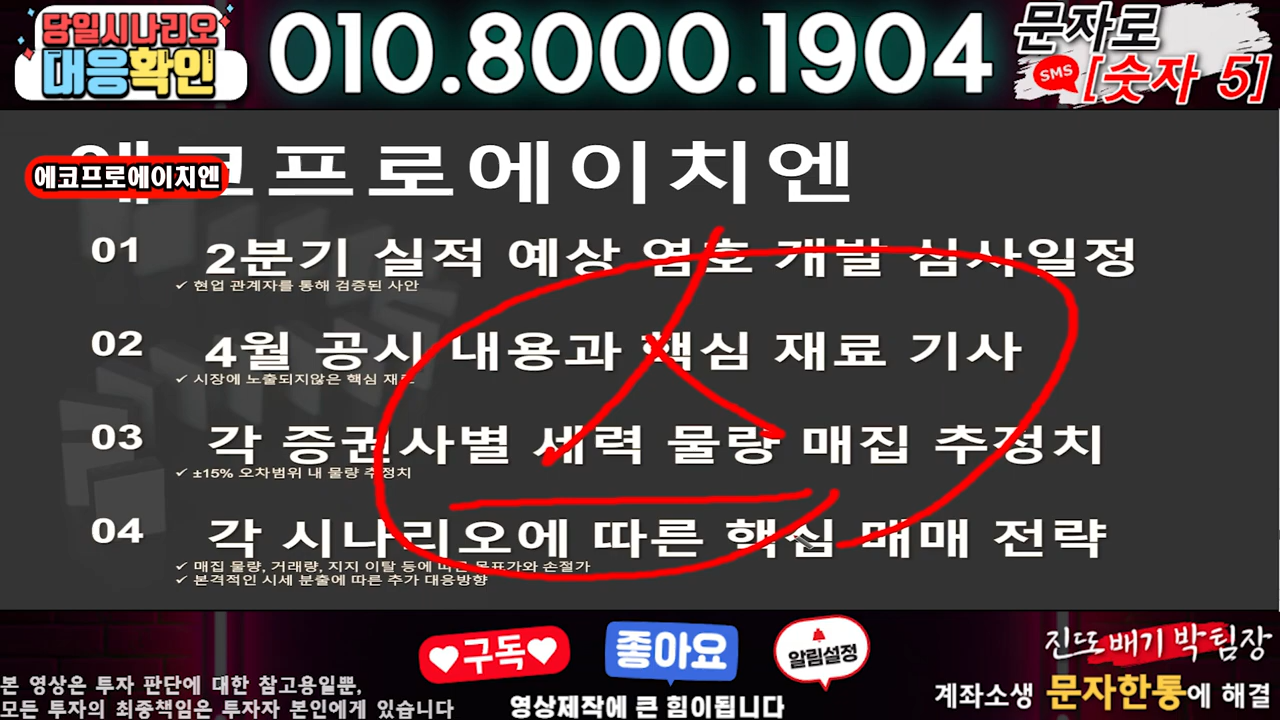 당일시나리오
대응확인
010.8000.1904
문자로
SMS
[숫자 5]
에코프로에이치엔
에코프로에이치엔
01 2분기 실적 예상 염호 개발 심사일정
✓ 현업 관계자를 통해 검증된 사안
02 4월 공시 내용과 핵심 재료 기사
✓ 시장에 노출되지않은 핵심 재료
03 각 증권사별 세력 물량 매집 추정치
✓ ±15% 오차범위 내 물량 추정치
04 각 시나리오에 따른 핵심 매매 전략
✓ 매집 물량, 거래량, 지지 이탈 등에 따른 목표가와 손절가
✓ 본격적인 시세 분출에 따른 추가 대응방향
구독
좋아요
알림설정
진또배기 박팀장
본 영상은 투자 판단에 대한 참고용일뿐,
모든 투자의 최종책임은 투자자 본인에게 있습니다
영상제작에 큰 힘이됩니다
계좌소생 문자한통에 해결